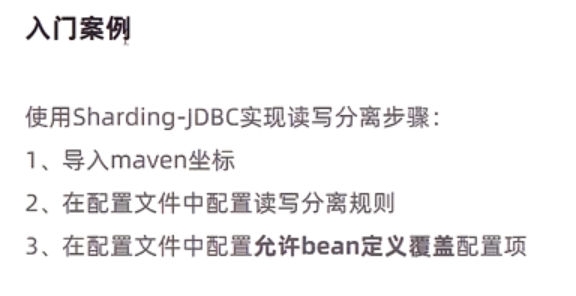 入门案例
使用Sharding-JDBC实现读写分离步骤：
1、导入maven坐标
2、在配置文件中配置读写分离规则
3、在配置文件中配置允许bean定义覆盖配置项